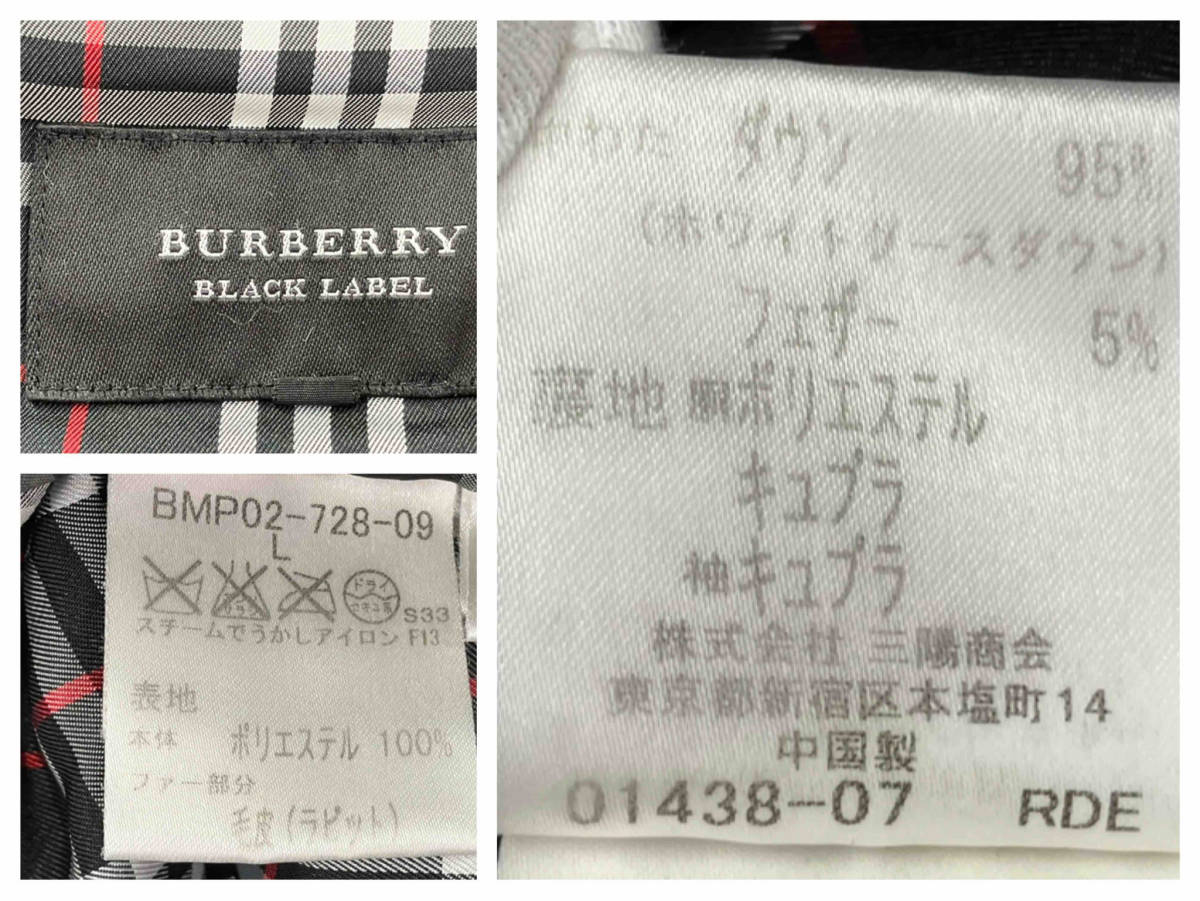 BURBERRY
BLACK LABEL
BMP02-728-09
L
ドライ
セキユ系
S33
スチームでうかしアイロン F13
表地
本体 ポリエステル 100%
ファー部分
毛皮(ラビット)
ダウン 95%
(ホワイトグースダウン)
フェザー 5%
裏地 胴ポリエステル
キュプラ
袖キュプラ
株式会社 三陽商会
東京都新宿区本塩町14
中国製
01438-07 RDE